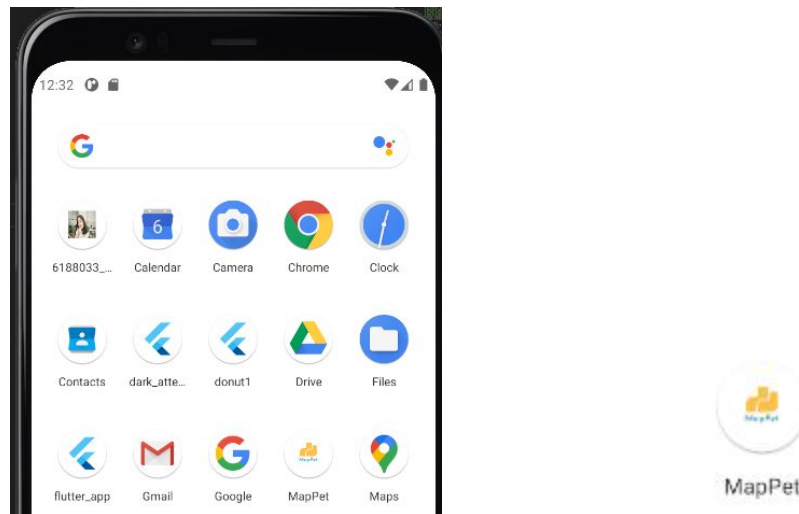 12:32
6
6188033_...
Calendar
Camera
Chrome
Clock
Contacts
dark_atte...
donut1
Drive
Files
MapPet
flutter_app
Gmail
Google
MapPet
Maps
MapPet